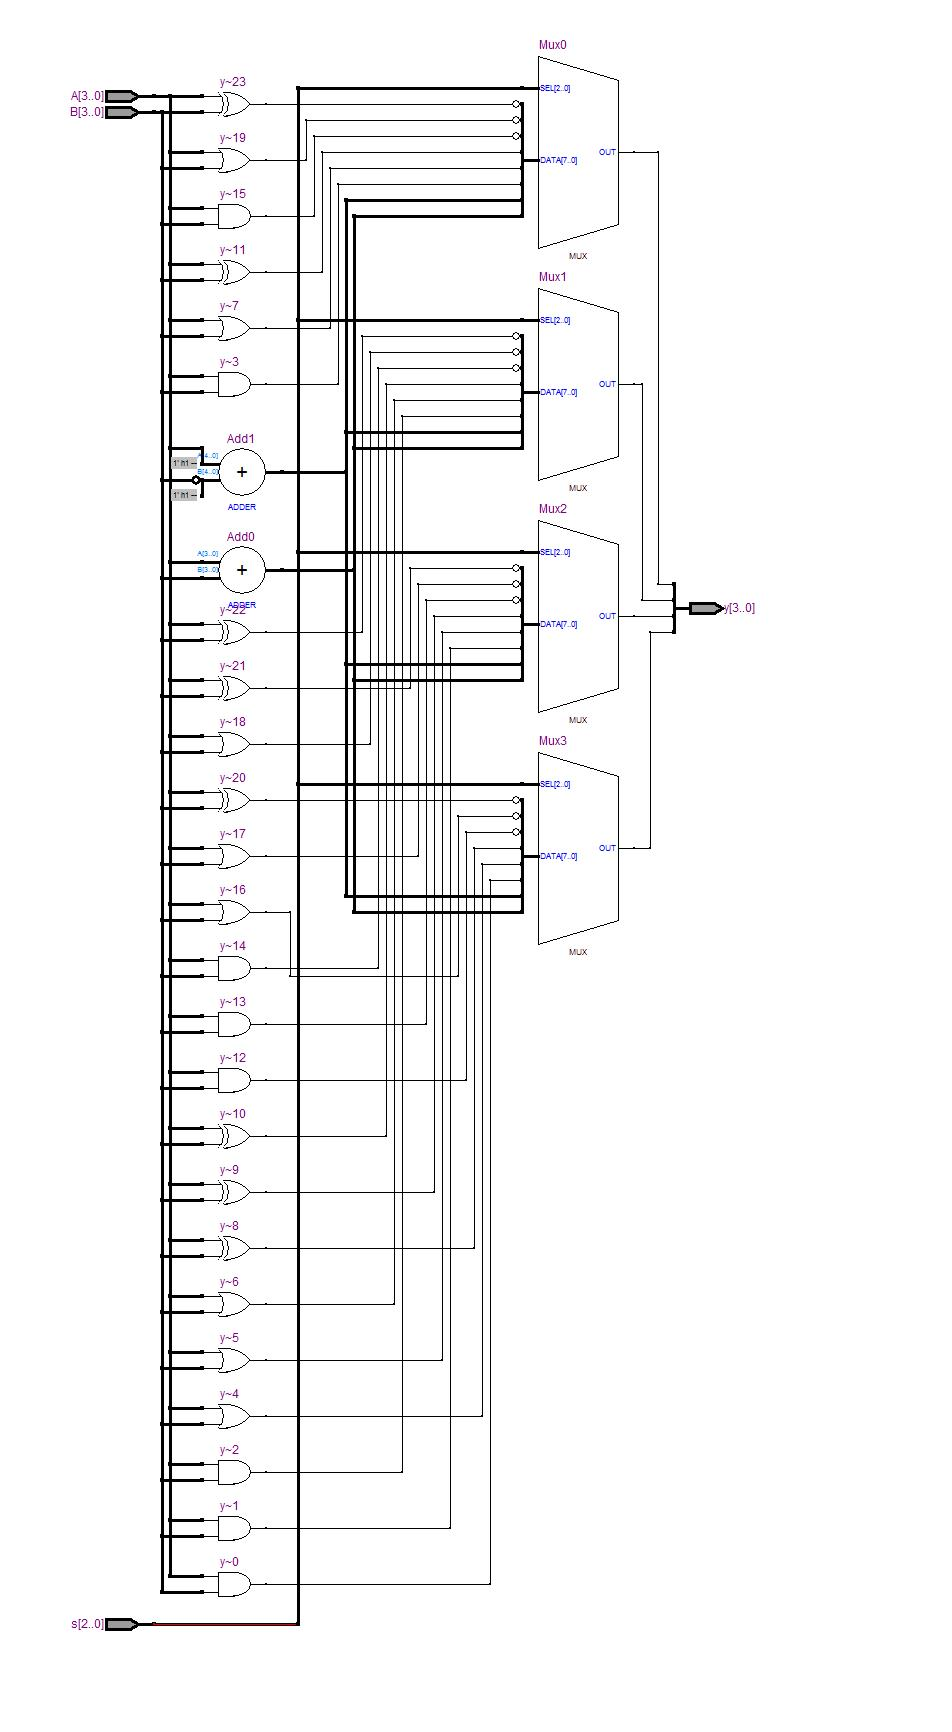 Mux0
y~23
SEL[2..0]
A[3..0]
B[3..0]
y~19
OUT
DATA[7..0]
y~15
y~11
MUX
Mux1
y~7
SEL[2..0]
y~3
OUT
DATA[7..0]
Add1
A[4..0]
1' h1
B[4..0]
+
MUX
1' h1
ADDER
Mux2
Add0
A[3..0]
SEL[2..0]
B[3..0]
+
ADDER
y~22
y[3..0]
OUT
DATA[7..0]
y~21
y~18
MUX
Mux3
y~20
SEL[2..0]
y~17
OUT
DATA[7..0]
y~16
y~14
MUX
y~13
y~12
y~10
y~9
y~8
y~6
y~5
y~4
y~2
y~1
y~0
s[2..0]